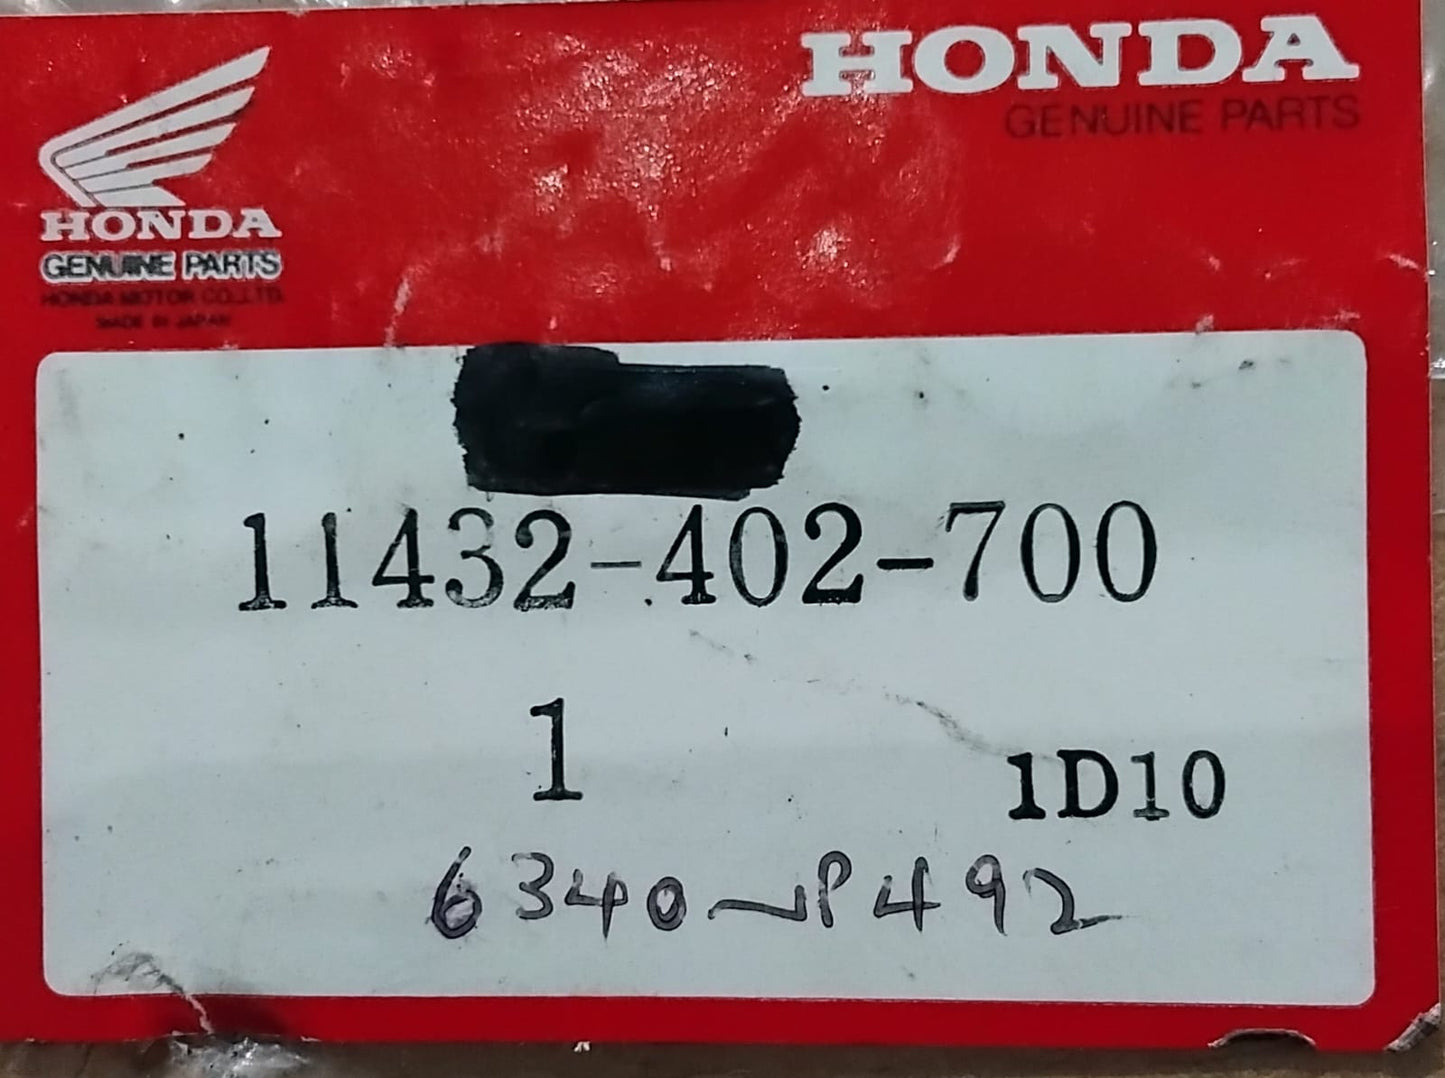 HONDA
GENUINE PARTS
HONDA
GENUINE PARTS
HONDA MOTOR CO.,LTD.
MADE IN JAPAN
11432-402-700
1
1D10
6340-P492